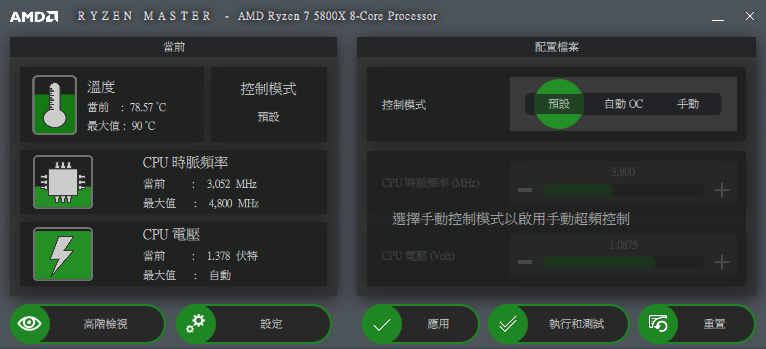 AMD RYZEN MASTER - AMD Ryzen 7 5800X 8-Core Processor
當前
溫度
當前 : 78.57 °C
最大值 : 90 °C
控制模式
預設
CPU 時脈頻率
當前 : 3,052 MHz
最大值 : 4,800 MHz
CPU 電壓
當前 : 1.378 伏特
最大值 : 自動
配置檔案
控制模式
預設 自動 OC 手動
3,800
CPU 時脈頻率 (MHz)
選擇手動控制模式以啟用手動超頻控制
1.0875
CPU 電壓 (Volt)
高階檢視
設定
應用
執行和測試
重置